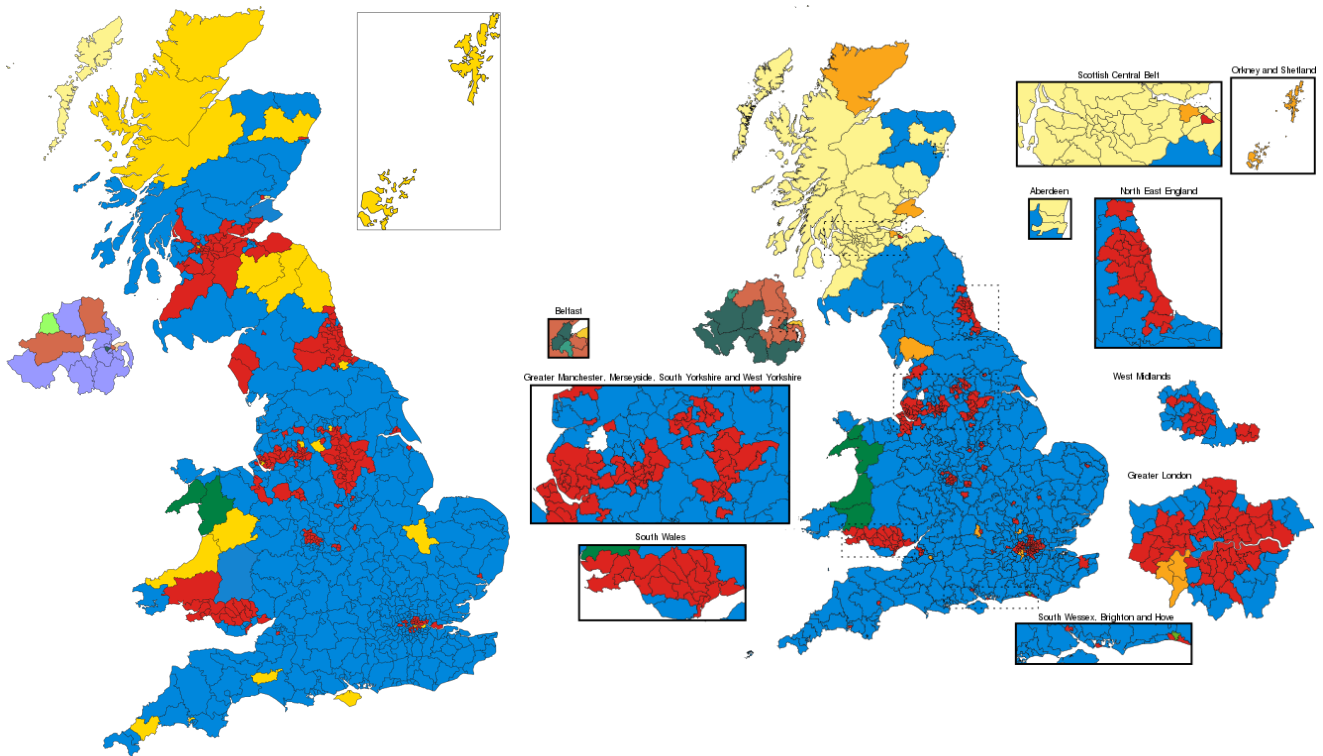 Scottish Central Belt
Orkney and Shetland
Aberdeen
North East England
Belfast
Greater Manchester, Merseyside, South Yorkshire and West Yorkshire
West Midlands
Greater London
South Wales
South Wessex, Brighton and Hove